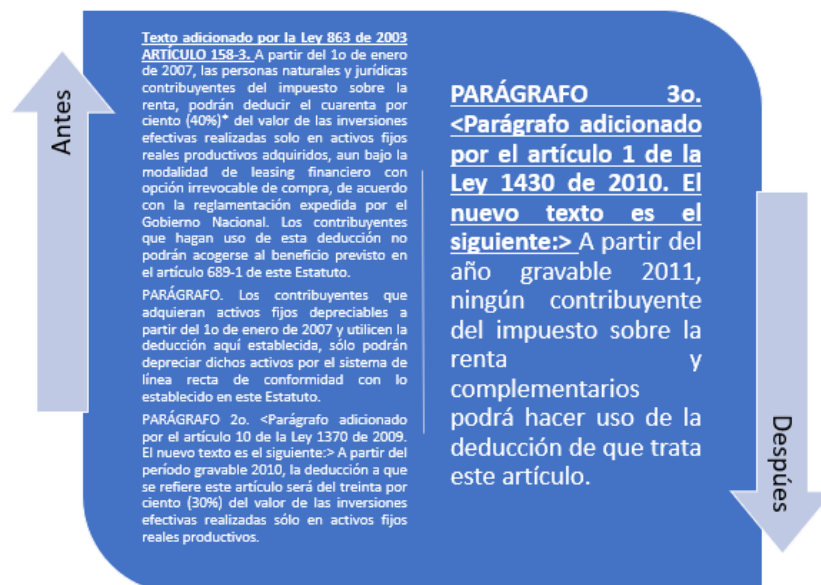 Antes
Texto adicionado por la Ley 863 de 2003
ARTÍCULO 158-3. A partir del 1o de enero
de 2007, las personas naturales y jurídicas
contribuyentes del impuesto sobre la
renta, podrán deducir el cuarenta por
ciento (40%)* del valor de las inversiones
efectivas realizadas solo en activos fijos
reales productivos adquiridos, aun bajo la
modalidad de leasing financiero con
opción irrevocable de compra, de acuerdo
con la reglamentación expedida por el
Gobierno Nacional. Los contribuyentes
que hagan uso de esta deducción no
podrán acogerse al beneficio previsto en
el artículo 689-1 de este Estatuto.
PARÁGRAFO. Los contribuyentes que
adquieran activos fijos depreciables a
partir del 1o de enero de 2007 y utilicen la
deducción aquí establecida, sólo podrán
depreciar dichos activos por el sistema de
línea recta de conformidad con lo
establecido en este Estatuto.
PARÁGRAFO 2o. <Parágrafo adicionado
por el artículo 10 de la Ley 1370 de 2009.
El nuevo texto es el siguiente:> A partir del
período gravable 2010, la deducción a que
se refiere este artículo será del treinta por
ciento (30%) del valor de las inversiones
efectivas realizadas sólo en activos fijos
reales productivos.
PARÁGRAFO 3o.
<Parágrafo adicionado
por el artículo 1 de la
Ley 1430 de 2010. El
nuevo texto es el
siguiente:> A partir del
año gravable 2011,
ningún contribuyente
del impuesto sobre la
renta y
complementarios
podrá hacer uso de la
deducción de que trata
este artículo.
Despúes